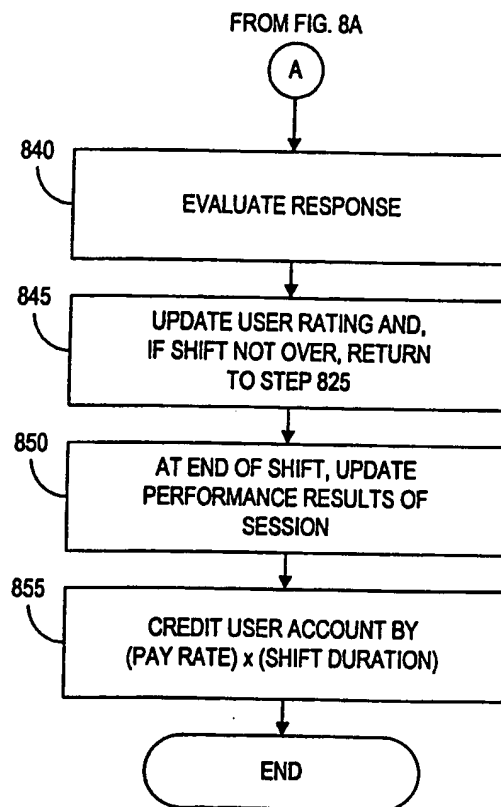 FROM FIG. 8A
A
840
EVALUATE RESPONSE
845
UPDATE USER RATING AND,
IF SHIFT NOT OVER, RETURN
TO STEP 825
850
AT END OF SHIFT, UPDATE
PERFORMANCE RESULTS OF
SESSION
855
CREDIT USER ACCOUNT BY
(PAY RATE) x (SHIFT DURATION)
END